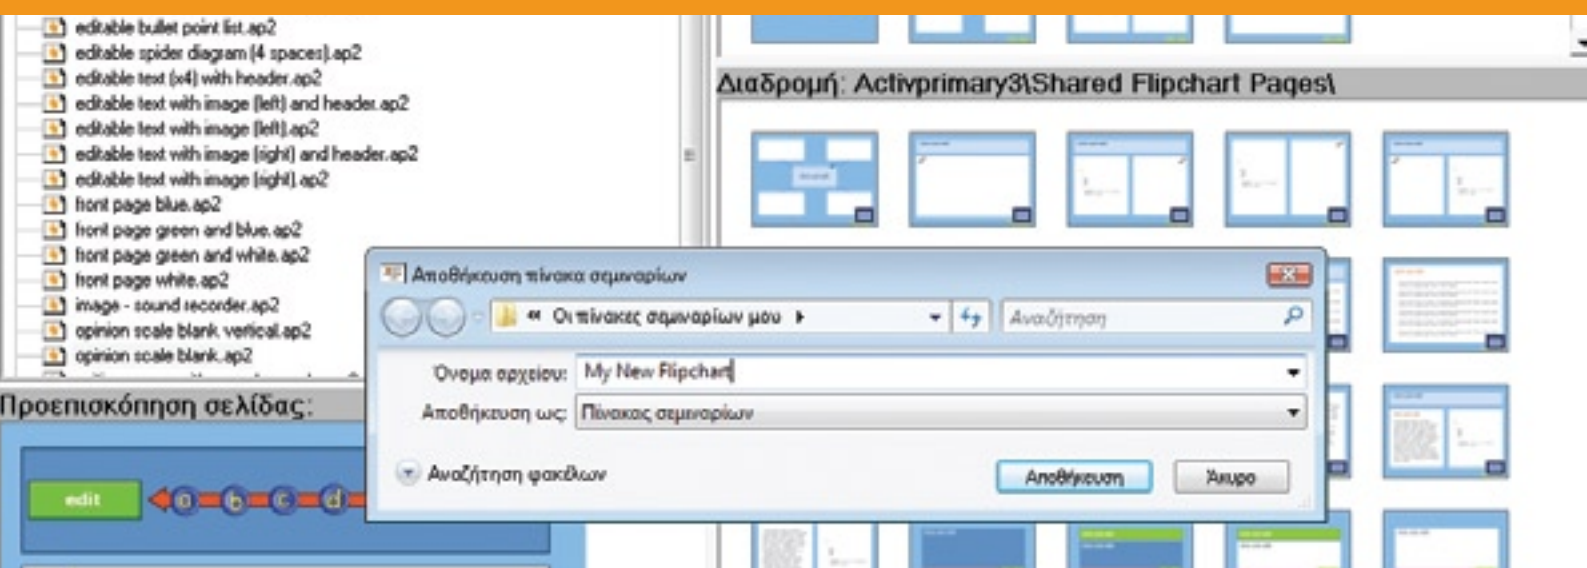 editable bullet point list.ap2
editable spider diagram (4 spaces).ap2
editable text (x4) with header.ap2
editable text with image (left) and header.ap2
editable text with image (left).ap2
editable text with image (right) and header.ap2
editable text with image (right).ap2
front page blue.ap2
front page green and blue.ap2
front page green and white.ap2
front page white.ap2
image - sound recorder.ap2
opinion scale blank vertical.ap2
opinion scale blank.ap2
Προεπισκόπηση σελίδας:
edit
a b c d
Διαδρομή: Activprimary3\Shared Flipchart Pages\
Αποθήκευση πίνακα σεμιναρίων
« Οι πίνακες σεμιναρίων μου
Αναζήτηση
Όνομα αρχείου: My New Flipchart
Αποθήκευση ως: Πίνακας σεμιναρίων
Αναζήτηση φακέλων
Αποθήκευση
Άκυρο